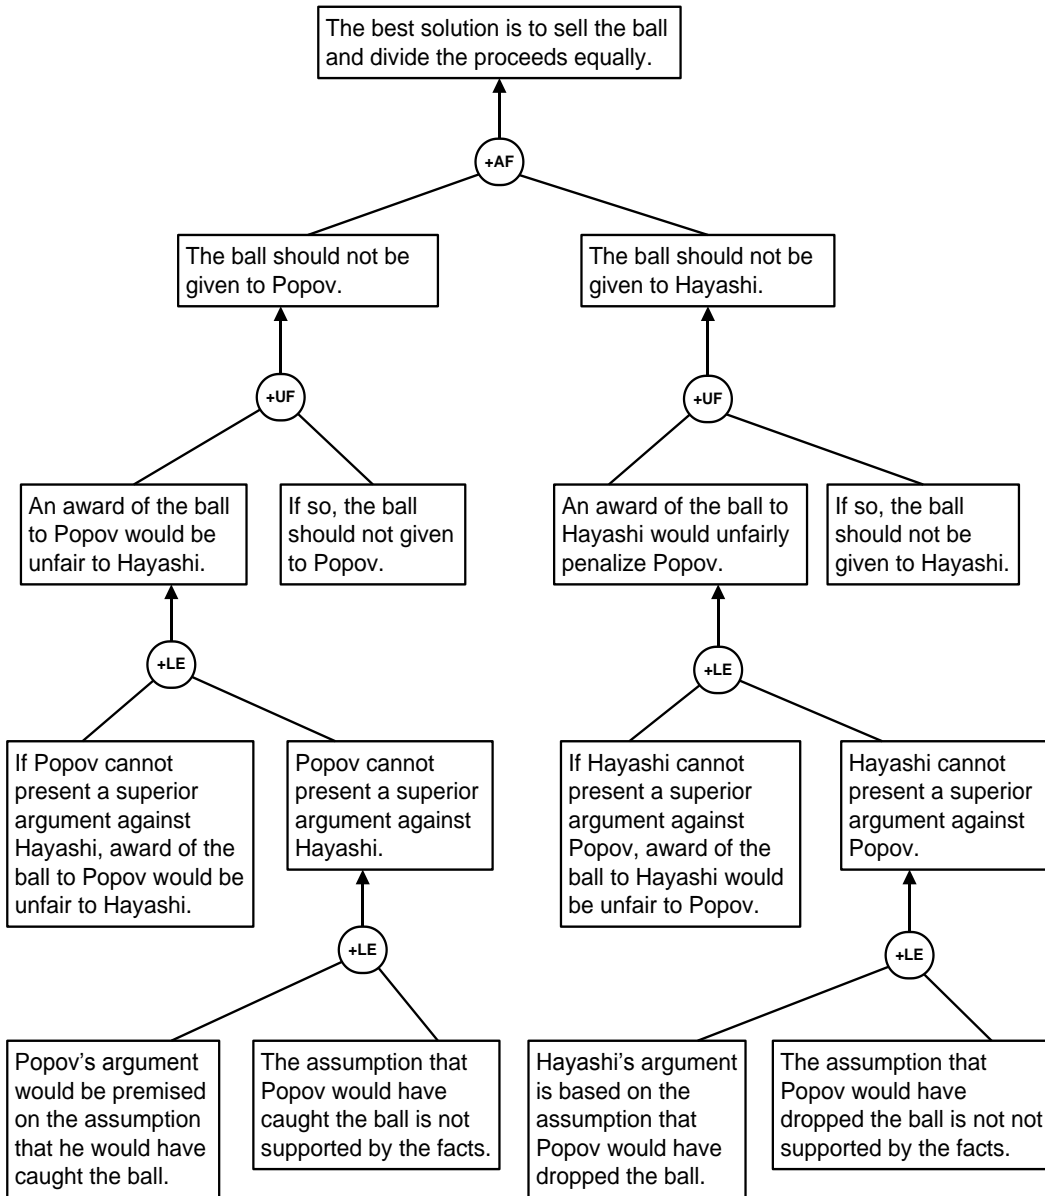 The best solution is to sell the ball
and divide the proceeds equally.
+AF
The ball should not be
given to Popov.
The ball should not be
given to Hayashi.
+UF
+UF
An award of the ball
to Popov would be
unfair to Hayashi.
If so, the ball
should not given
to Popov.
An award of the ball to
Hayashi would unfairly
penalize Popov.
If so, the ball
should not be
given to Hayashi.
+LE
+LE
If Popov cannot
present a superior
argument against
Hayashi, award of the
ball to Popov would be
unfair to Hayashi.
Popov cannot
present a superior
argument against
Hayashi.
If Hayashi cannot
present a superior
argument against
Popov, award of the
ball to Hayashi would
be unfair to Popov.
Hayashi cannot
present a superior
argument against
Popov.
+LE
+LE
Popov’s argument
would be premised
on the assumption
that he would have
caught the ball.
The assumption that
Popov would have
caught the ball is not
supported by the facts.
Hayashi’s argument
is based on the
assumption that
Popov would have
dropped the ball.
The assumption that
Popov would have
dropped the ball is not not
supported by the facts.